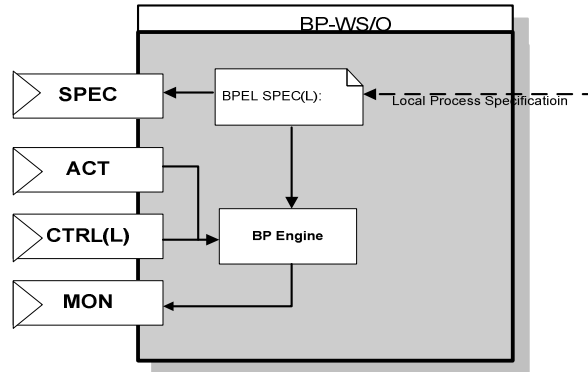 BP-WS/O
SPEC
BPEL SPEC(L):
Local Process Specificatioin
ACT
CTRL(L)
BP Engine
MON